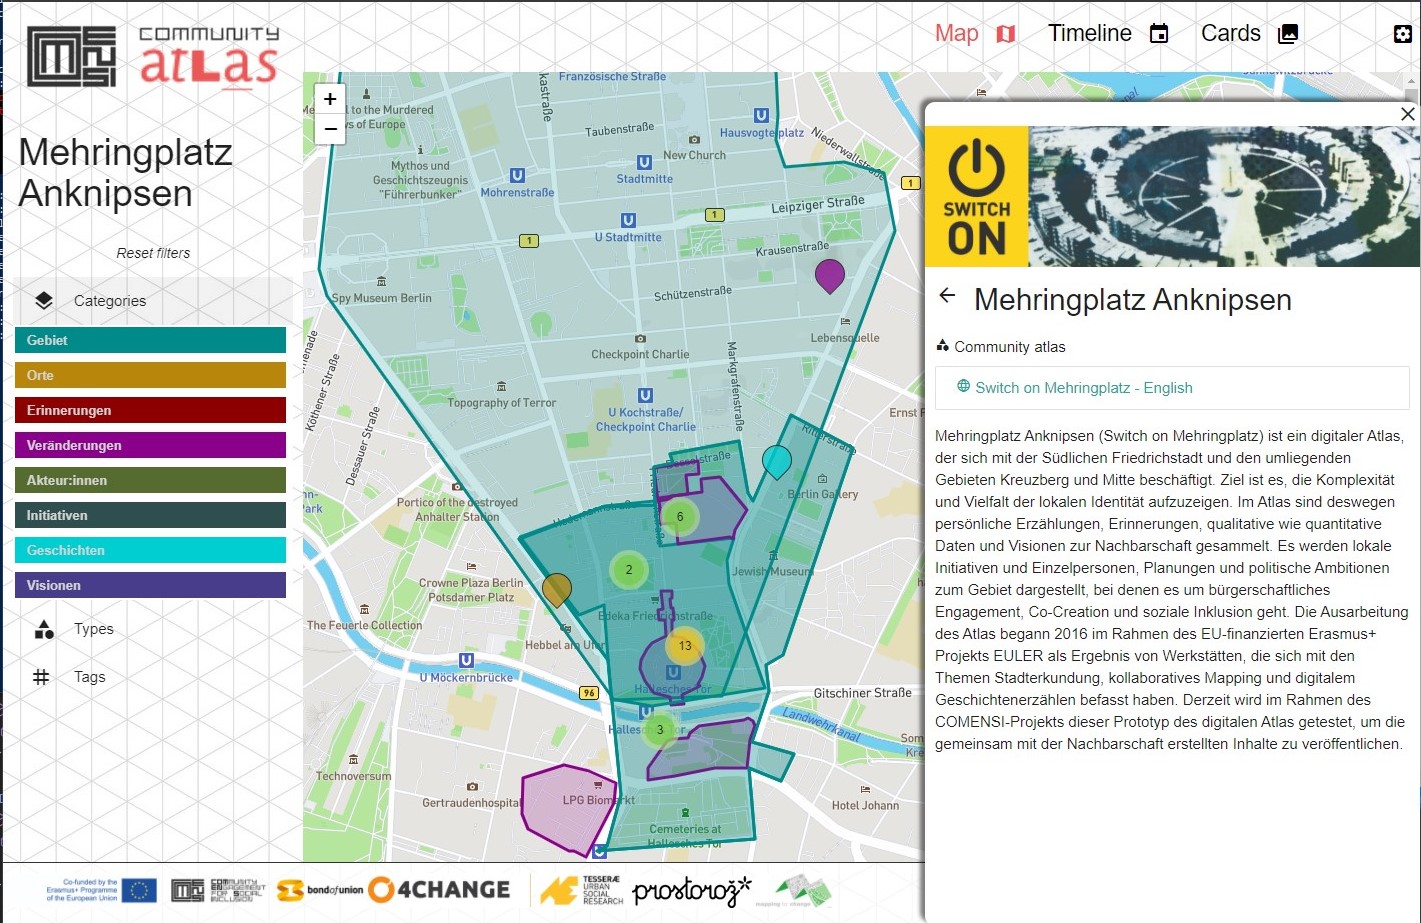 COMMUNITY
atLas
Map
Timeline
Cards
Mehringplatz
Anknipsen
Reset filters
Categories
Gebiet
Orte
Erinnerungen
Veränderungen
Akteur:innen
Initiativen
Geschichten
Visionen
Types
Tags
+
−
Französische Straße
to the Murdered
of Europe
Taubenstraße
Hausvogteiplatz
Niederwallstraße
New Church
Mythos und
Geschichtszeugnis
"Führerbunker"
Mohrenstraße
Stadtmitte
1
Leipziger Straße
1
U Stadtmitte
1
Krausenstraße
Spy Museum Berlin
Schützenstraße
Lebensquelle
Checkpoint Charlie
Markgrafenstraße
Köthener Straße
Dessauer Straße
Topography of Terror
U Kochstraße/
Checkpoint Charlie
Ritterstraße
Portico of the destroyed
Anhalter Station
Berlin Gallery
6
2
Jewish Museum
Crowne Plaza Berlin
Potsdamer Platz
Edeka Friedrichstraße
The Feuerle Collection
Hebbel am Ufer
13
U Möckernbrücke
Hallesches Tor
96
Gitschiner Straße
Landwehrkanal
3
Hallesches Tor
Technoversum
Gertraudenhospital
LPG Biomarkt
Hotel Johann
Cemeteries at
Hallesches Tor
SWITCH
ON
Mehringplatz Anknipsen
Community atlas
Switch on Mehringplatz - English
Mehringplatz Anknipsen (Switch on Mehringplatz) ist ein digitaler Atlas,
der sich mit der Südlichen Friedrichstadt und den umliegenden
Gebieten Kreuzberg und Mitte beschäftigt. Ziel ist es, die Komplexität
und Vielfalt der lokalen Identität aufzuzeigen. Im Atlas sind deswegen
persönliche Erzählungen, Erinnerungen, qualitative wie quantitative
Daten und Visionen zur Nachbarschaft gesammelt. Es werden lokale
Initiativen und Einzelpersonen, Planungen und politische Ambitionen
zum Gebiet dargestellt, bei denen es um bürgerschaftliches
Engagement, Co-Creation und soziale Inklusion geht. Die Ausarbeitung
des Atlas begann 2016 im Rahmen des EU-finanzierten Erasmus+
Projekts EULER als Ergebnis von Werkstätten, die sich mit den
Themen Stadterkundung, kollaboratives Mapping und digitalem
Geschichtenerzählen befasst haben. Derzeit wird im Rahmen des
COMENSI-Projekts dieser Prototyp des digitalen Atlas getestet, um die
gemeinsam mit der Nachbarschaft erstellten Inhalte zu veröffentlichen.
Co-funded by the
Erasmus+ Programme
of the European Union
COMMUNITY
ENGAGEMENT
FOR SOCIAL
INCLUSION
bondofunion
4CHANGE
TESSERÆ
URBAN
SOCIAL
RESEARCH
prostorož*
mapping for change